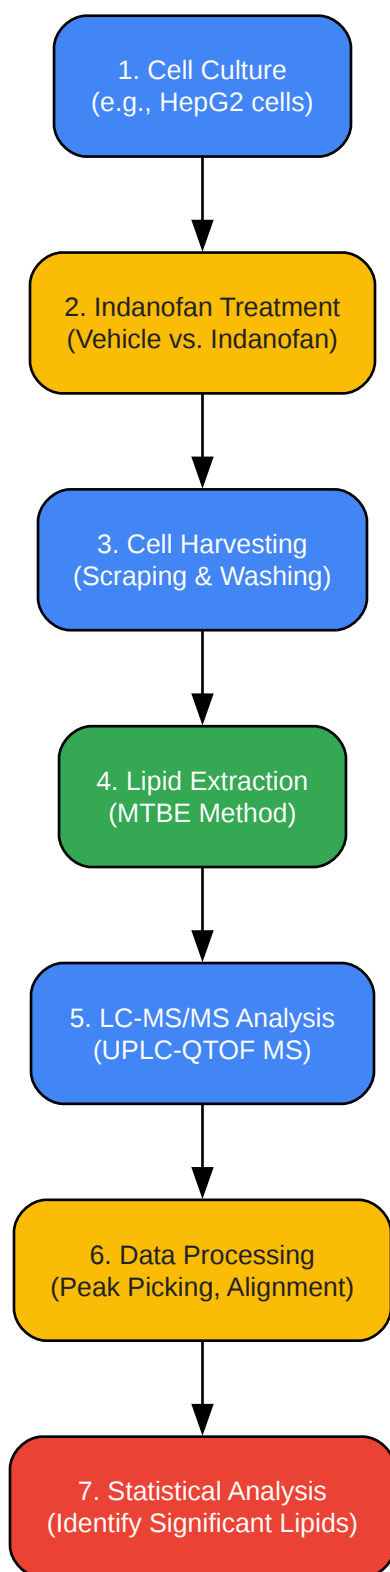 1. Cell Culture
(e.g., HepG2 cells)
2. Indanofan Treatment
(Vehicle vs. Indanofan)
3. Cell Harvesting
(Scraping & Washing)
4. Lipid Extraction
(MTBE Method)
5. LC-MS/MS Analysis
(UPLC-QTOF MS)
6. Data Processing
(Peak Picking, Alignment)
7. Statistical Analysis
(Identify Significant Lipids)